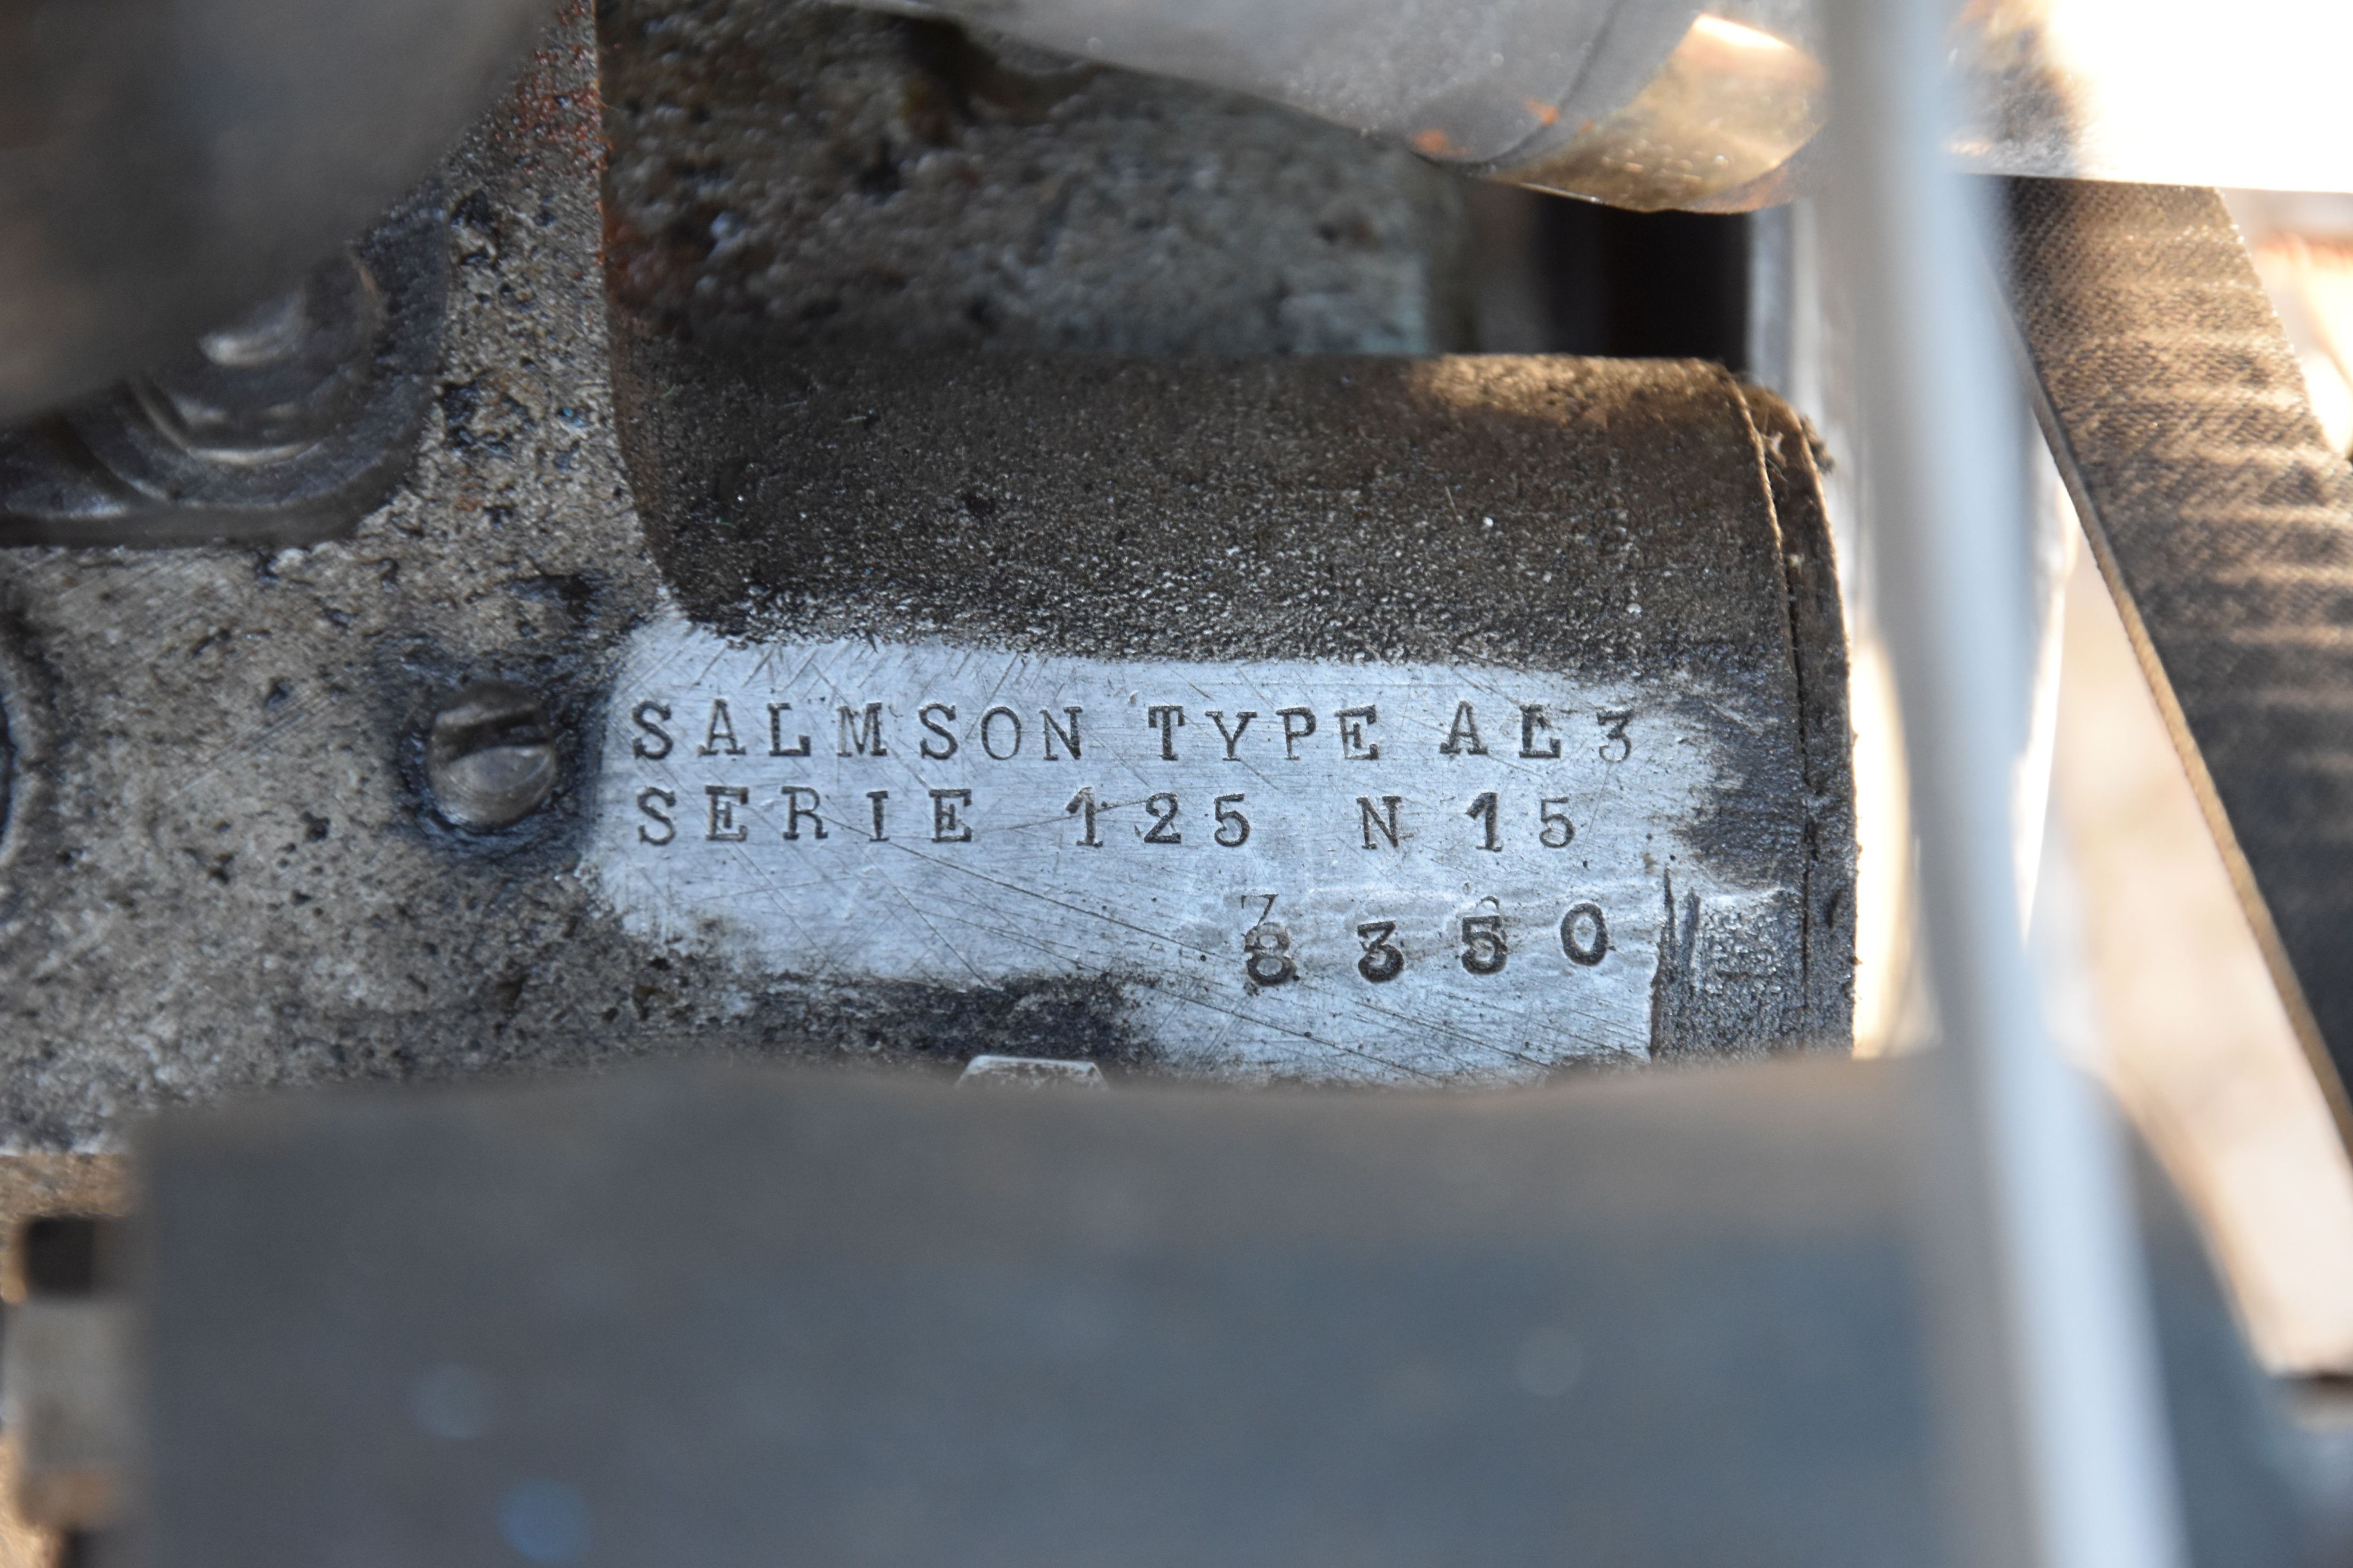 SALMSON TYPE AL3
SERIE 125 N 15
8350